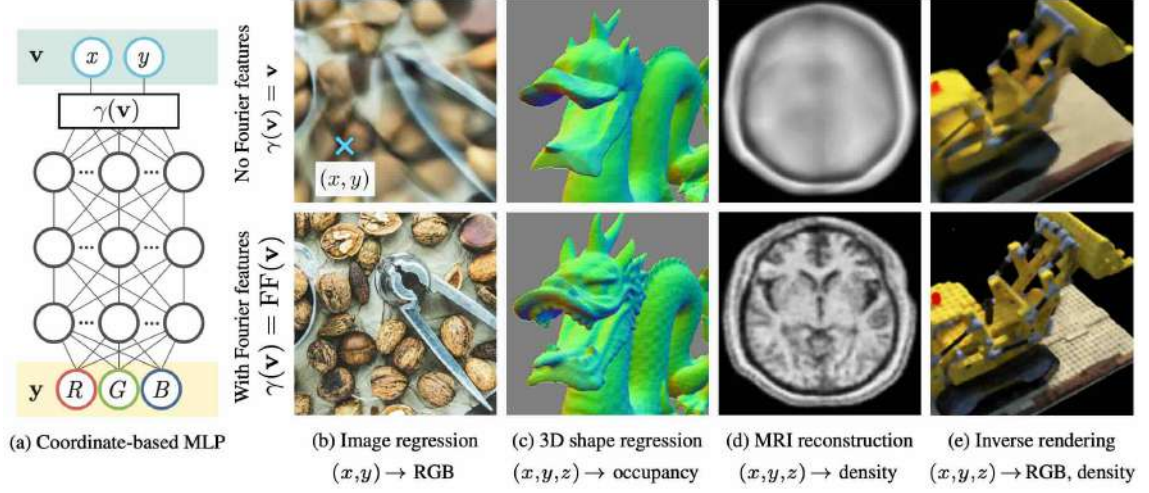 v
x y
γ(v)
R G B
y
(a) Coordinate-based MLP
No Fourier features
γ(v) = v
With Fourier features
γ(v) = FF(v)
(x, y)
(b) Image regression
(x,y) → RGB
(c) 3D shape regression
(x,y,z) → occupancy
(d) MRI reconstruction
(x,y,z) → density
(e) Inverse rendering
(x,y,z) → RGB, density